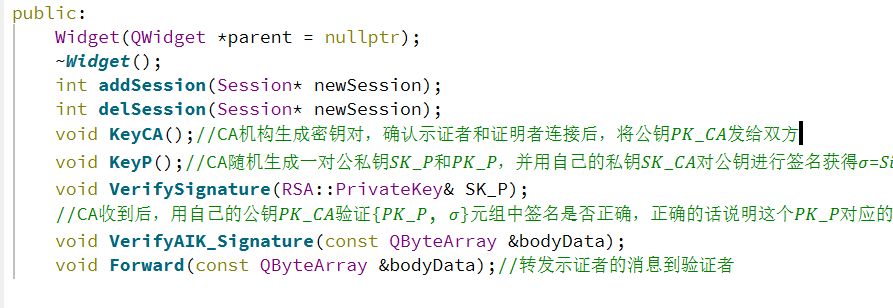 public:
Widget(QWidget *parent = nullptr);
~Widget();
int addSession(Session* newSession);
int delSession(Session* newSession);
void KeyCA();//CA机构生成密钥对，确认示证者和证明者连接后，将公钥𝑃𝐾_𝐶𝐴发给双方
void KeyP();//CA随机生成一对公私钥𝑆𝐾_𝑃和𝑃𝐾_𝑃，并用自己的私钥𝑆𝐾_𝐶𝐴对公钥进行签名获得𝜎=𝑆𝑖
void VerifySignature(RSA::PrivateKey& SK_P);
//CA收到后，用自己的公钥𝑃𝐾_𝐶𝐴验证{𝑃𝐾_𝑃, 𝜎}元组中签名是否正确，正确的话说明这个𝑃𝐾_𝑃对应的
void VerifyAIK_Signature(const QByteArray &bodyData);
void Forward(const QByteArray &bodyData);//转发示证者的消息到验证者